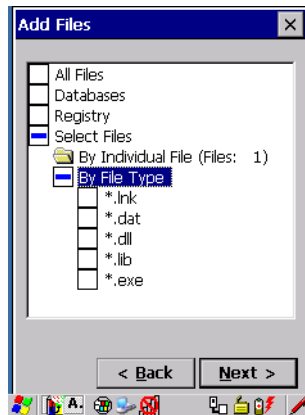 Add Files
All Files
Databases
Registry
Select Files
By Individual File (Files: 1)
By File Type
*.lnk
*.dat
*.dll
*.lib
*.exe
< Back
Next >
A.